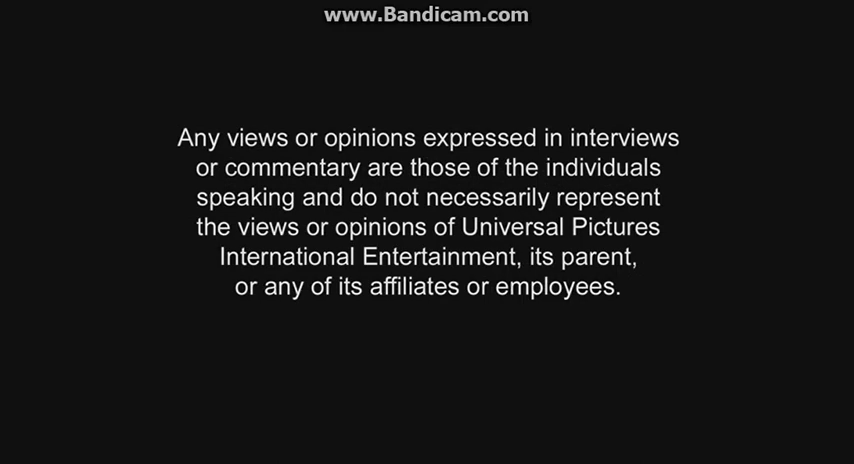 www.Bandicam.com
Any views or opinions expressed in interviews
or commentary are those of the individuals
speaking and do not necessarily represent
the views or opinions of Universal Pictures
International Entertainment, its parent,
or any of its affiliates or employees.